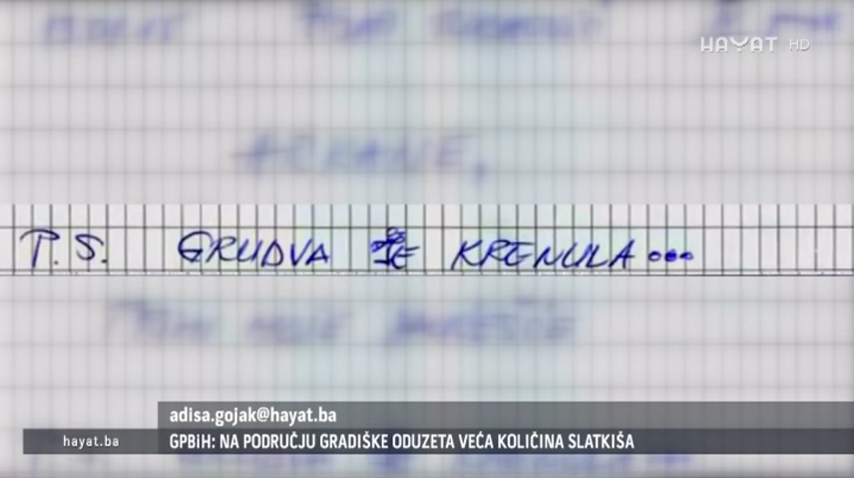 HAYAT HD
ARKANE,
P.S. GRUDVA JE KRENULA...
adisa.gojak@hayat.ba
hayat.ba
GPBiH: NA PODRUČJU GRADIŠKE ODUZETA VEĆA KOLIČINA SLATKIŠA